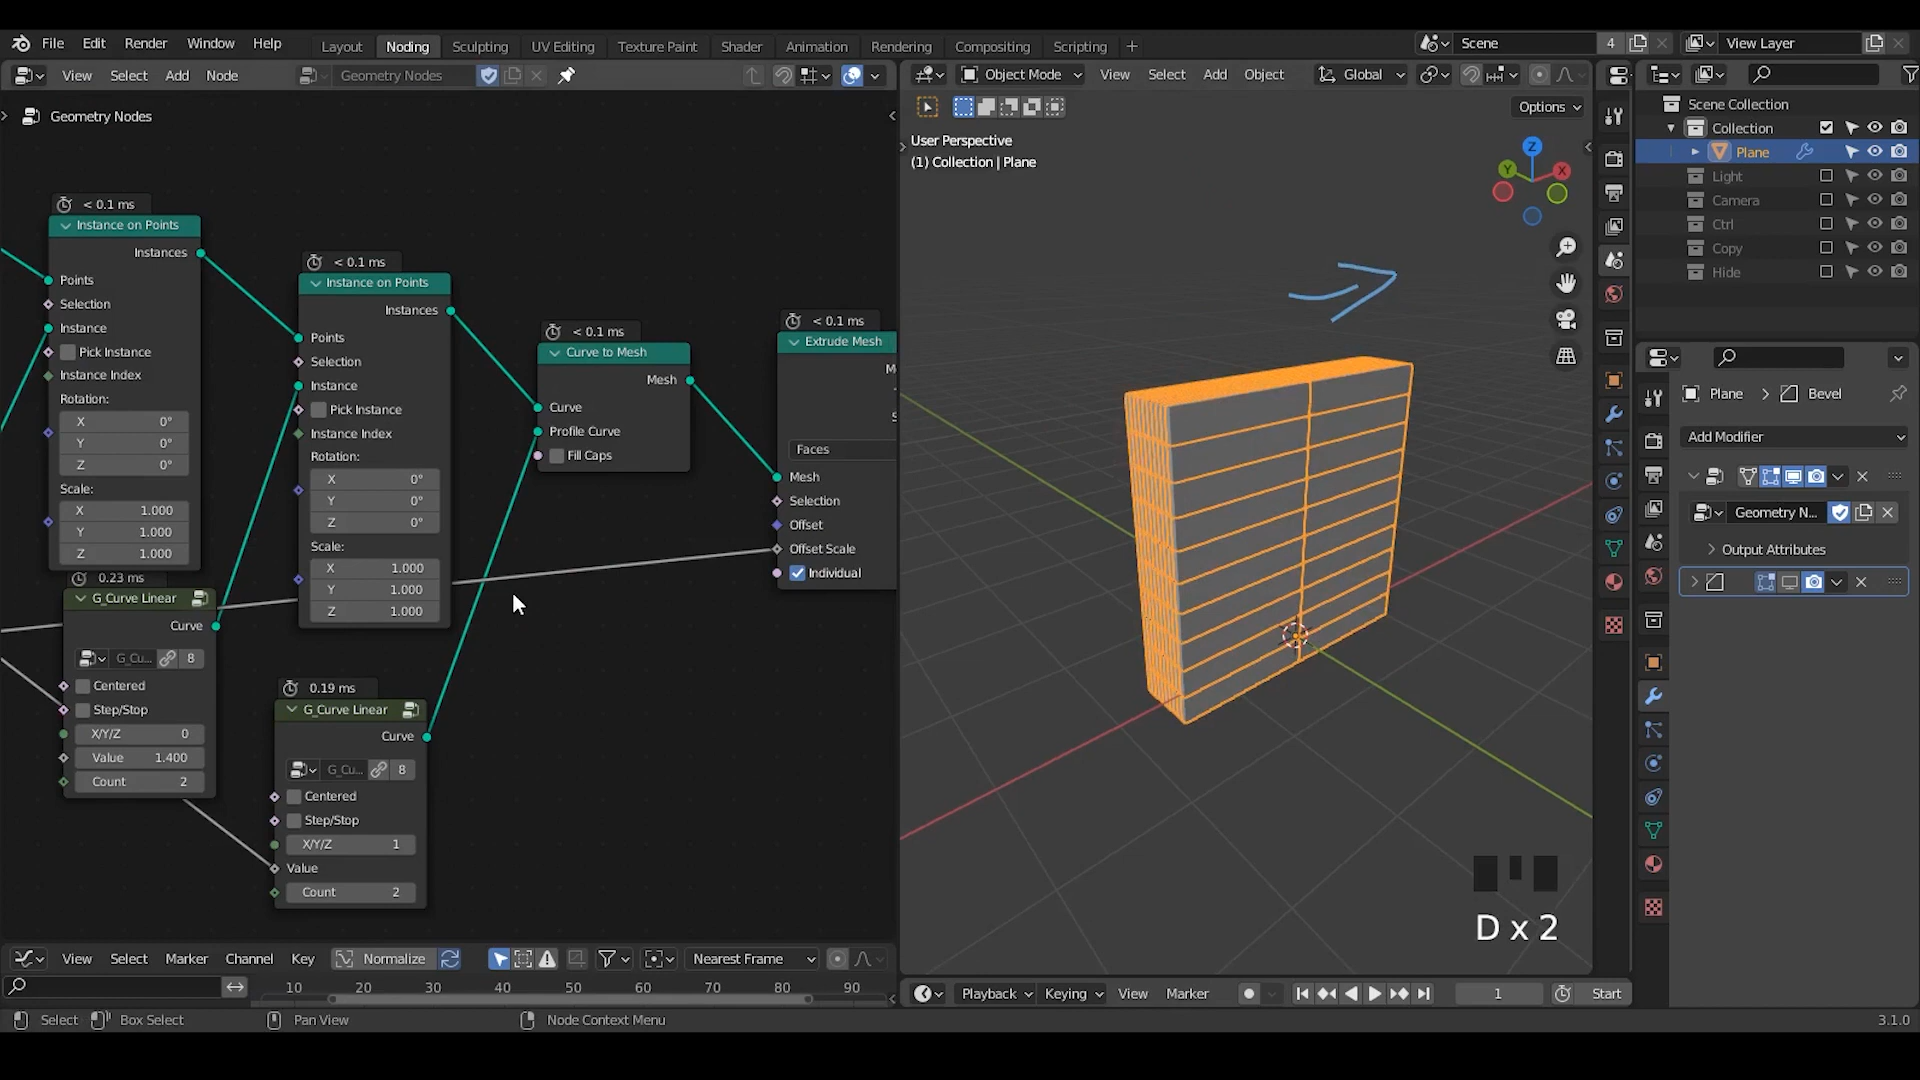 File Edit Render Window Help
Layout Noding Sculpting UV Editing Texture Paint Shader Animation Rendering Compositing Scripting +
Scene 4
View Layer
View Select Add Node
Geometry Nodes
Object Mode View Select Add Object
Global
Options
Geometry Nodes
User Perspective
(1) Collection | Plane
Z
Y
X
Scene Collection
Collection
Plane
Light
Camera
Ctrl
Copy
Hide
< 0.1 ms
Instance on Points
Instances
Points
Selection
Instance
Pick Instance
Instance Index
Rotation:
X 0°
Y 0°
Z 0°
Scale:
X 1.000
Y 1.000
Z 1.000
< 0.1 ms
Instance on Points
Instances
Points
Selection
Instance
Pick Instance
Instance Index
Rotation:
X 0°
Y 0°
Z 0°
Scale:
X 1.000
Y 1.000
Z 1.000
< 0.1 ms
Curve to Mesh
Mesh
Curve
Profile Curve
Fill Caps
< 0.1 ms
Extrude Mesh
Faces
Mesh
Selection
Offset
Offset Scale
Individual
0.23 ms
G_Curve Linear
Curve
G_Cu... 8
Centered
Step/Stop
X/Y/Z 0
Value 1.400
Count 2
0.19 ms
G_Curve Linear
Curve
G_Cu... 8
Centered
Step/Stop
X/Y/Z 1
Value
Count 2
Plane > Bevel
Add Modifier
Geometry N...
Output Attributes
D x 2
View Select Marker Channel Key Normalize Nearest Frame
10 20 30 40 50 60 70 80 90
Playback Keying View Marker 1 Start
Select Box Select Pan View Node Context Menu 3.1.0